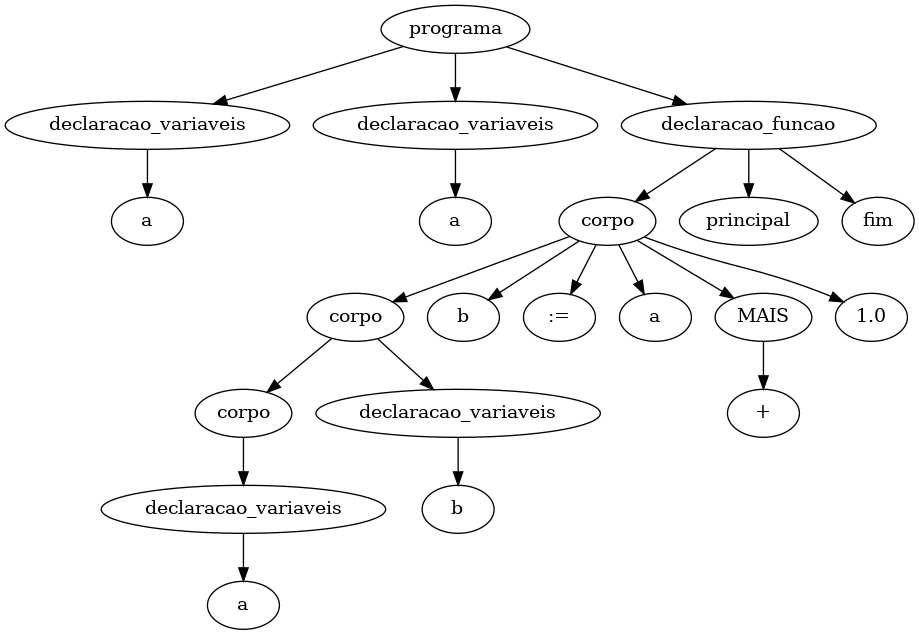 programa
declaracao_variaveis
declaracao_variaveis
declaracao_funcao
a
a
corpo
principal
fim
corpo
b
:=
a
MAIS
1.0
corpo
declaracao_variaveis
+
declaracao_variaveis
b
a